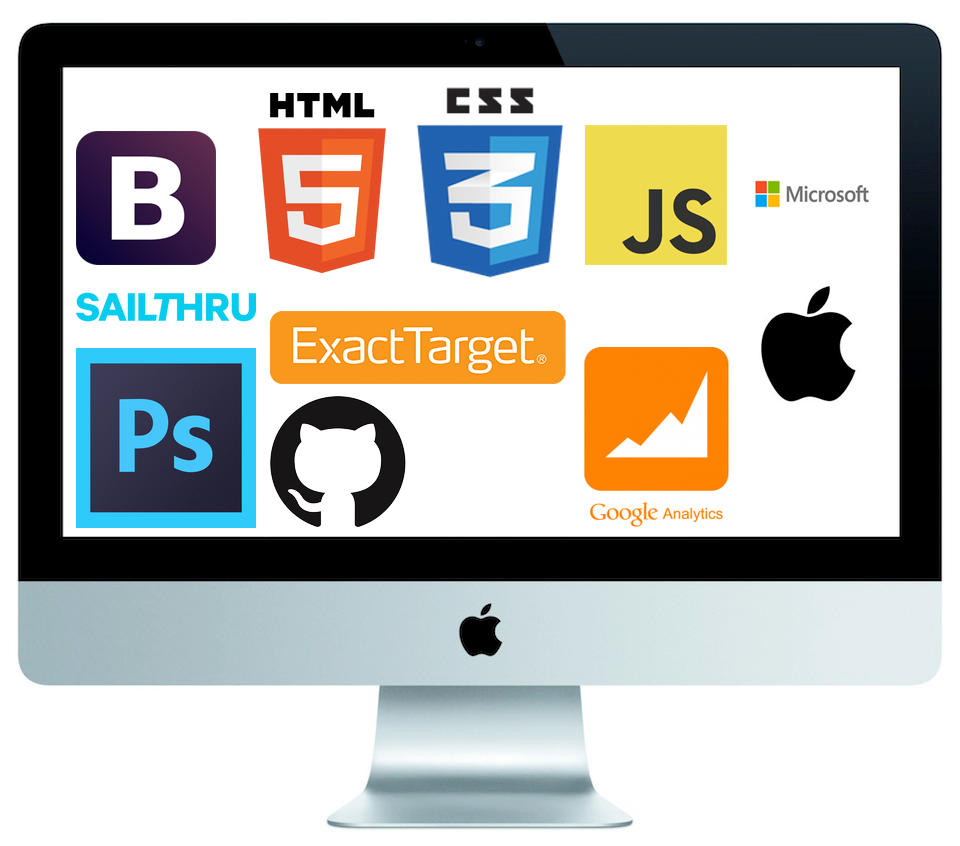 HTML
CSS
B
5
3
JS
Microsoft
SAILTHRU
ExactTarget®
Ps
Google Analytics